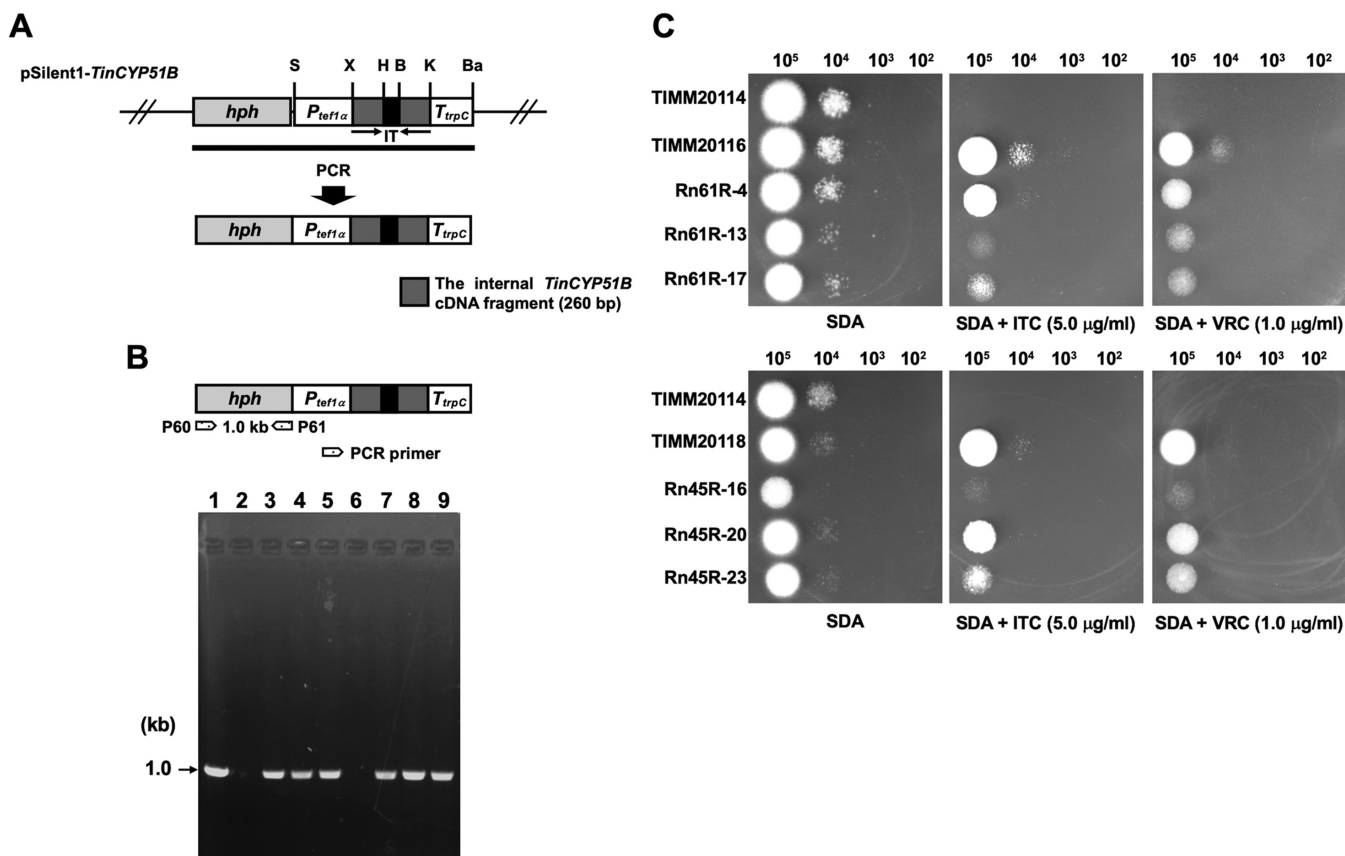 A
pSilent1-TinCYP51B
S X H B K Ba
hph Ptef1α TtrpC
IT
PCR
hph Ptef1α TtrpC
The internal TinCYP51B
cDNA fragment (260 bp)
B
hph Ptef1α TtrpC
P60 1.0 kb P61
PCR primer
1 2 3 4 5 6 7 8 9
(kb)
1.0
C
10⁵ 10⁴ 10³ 10² 10⁵ 10⁴ 10³ 10² 10⁵ 10⁴ 10³ 10²
TIMM20114
TIMM20116
Rn61R-4
Rn61R-13
Rn61R-17
SDA SDA + ITC (5.0 μg/ml) SDA + VRC (1.0 μg/ml)
10⁵ 10⁴ 10³ 10² 10⁵ 10⁴ 10³ 10² 10⁵ 10⁴ 10³ 10²
TIMM20114
TIMM20118
Rn45R-16
Rn45R-20
Rn45R-23
SDA SDA + ITC (5.0 μg/ml) SDA + VRC (1.0 μg/ml)